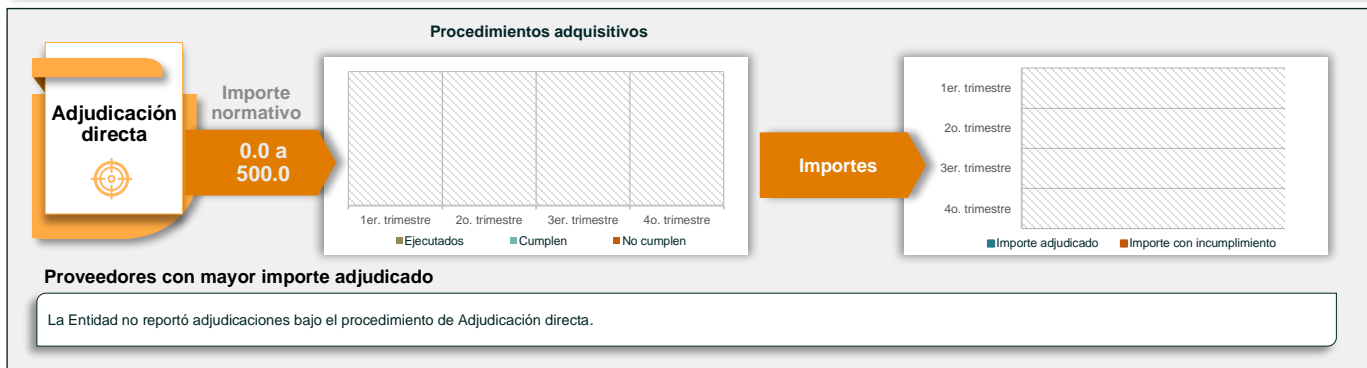 Procedimientos adquisitivos
Adjudicación
directa
Importe
normativo
0.0 a
500.0
1er. trimestre 2o. trimestre 3er. trimestre 4o. trimestre
Ejecutados Cumplen No cumplen
Importes
1er. trimestre
2o. trimestre
3er. trimestre
4o. trimestre
Importe adjudicado Importe con incumplimiento
Proveedores con mayor importe adjudicado
La Entidad no reportó adjudicaciones bajo el procedimiento de Adjudicación directa.